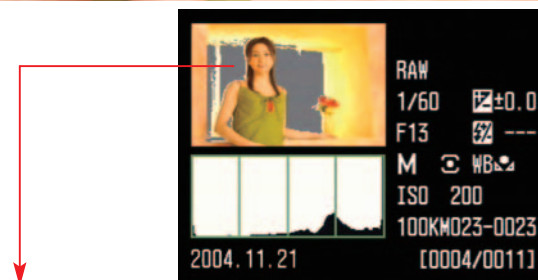 RAW
1/60 ±0.0
F13 ---
M WB
ISO 200
100KM023-0023
2004.11.21 [0004/0011]